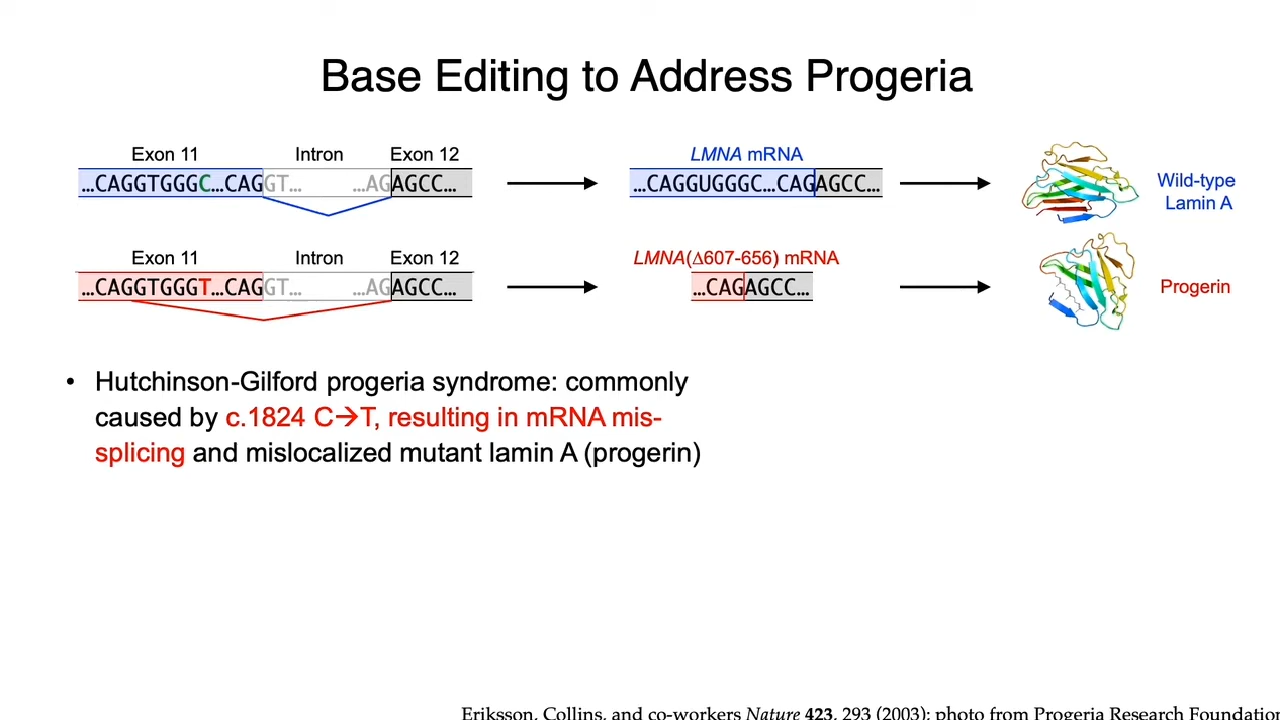 Base Editing to Address Progeria
Exon 11 Intron Exon 12 LMNA mRNA
…CAGGTGGGC…CAGGT… …AGAGCC… …CAGGUGGGC…CAGAGCC… Wild-type
Lamin A
Exon 11 Intron Exon 12 LMNA(Δ607-656) mRNA
…CAGGTGGGT…CAGGT… …AGAGCC… …CAGAGCC… Progerin
• Hutchinson-Gilford progeria syndrome: commonly
caused by c.1824 C→T, resulting in mRNA mis-
splicing and mislocalized mutant lamin A (progerin)
Eriksson, Collins, and co-workers Nature 423, 293 (2003); photo from Progeria Research Foundation